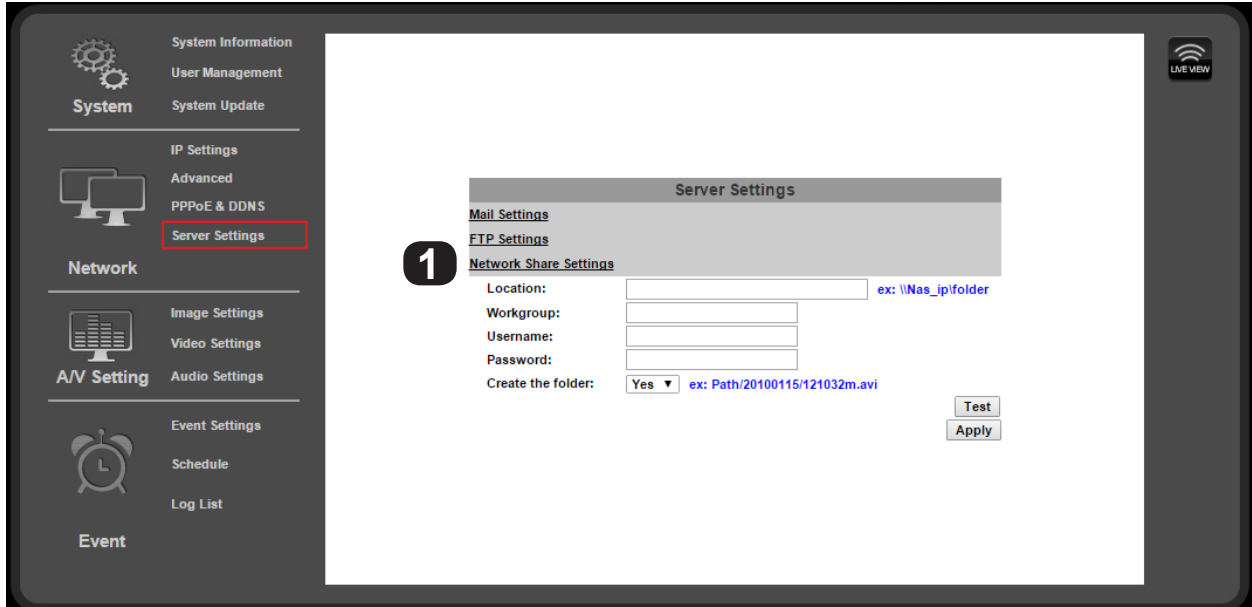 System Information
User Management
System
System Update
IP Settings
Advanced
PPPoE & DDNS
Server Settings
Network
Image Settings
Video Settings
A/V Setting
Audio Settings
Event Settings
Schedule
Log List
Event
Server Settings
Mail Settings
FTP Settings
1
Network Share Settings
Location: ex: \\Nas_ip\folder
Workgroup:
Username:
Password:
Create the folder: Yes ▼ ex: Path/20100115/121032m.avi
Test
Apply
LIVE VIEW